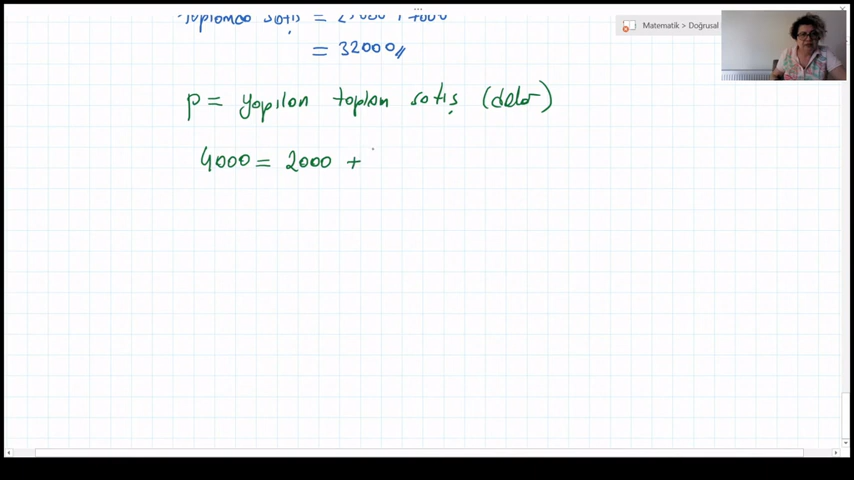 Matematik > Doğrusal
= 32000
p = yapılan toplam satış (dolar)
4000 = 2000 +